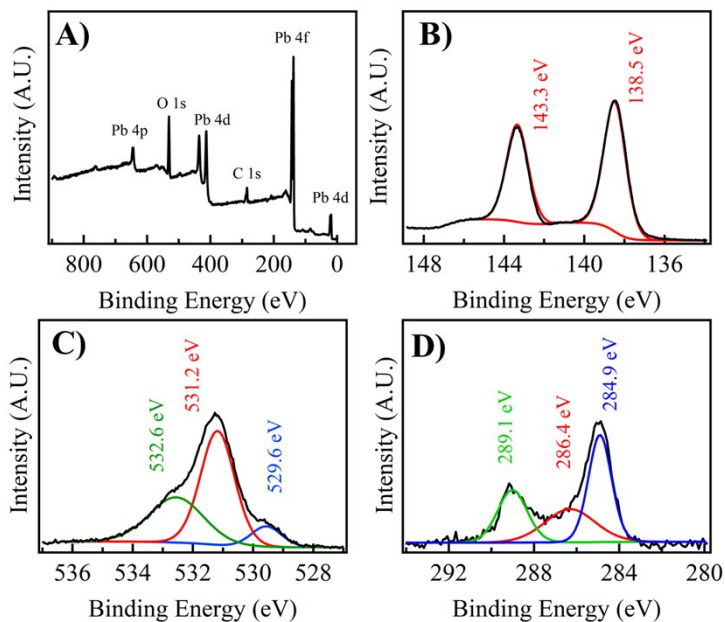 A)
Pb 4f
O 1s
Pb 4d
Pb 4p
C 1s
Pb 4d
Intensity (A.U.)
800 600 400 200 0
Binding Energy (eV)
B)
143.3 eV
138.5 eV
Intensity (A.U.)
148 144 140 136
Binding Energy (eV)
C)
532.6 eV
531.2 eV
529.6 eV
Intensity (A.U.)
536 534 532 530 528
Binding Energy (eV)
D)
289.1 eV
286.4 eV
284.9 eV
Intensity (A.U.)
292 288 284 280
Binding Energy (eV)